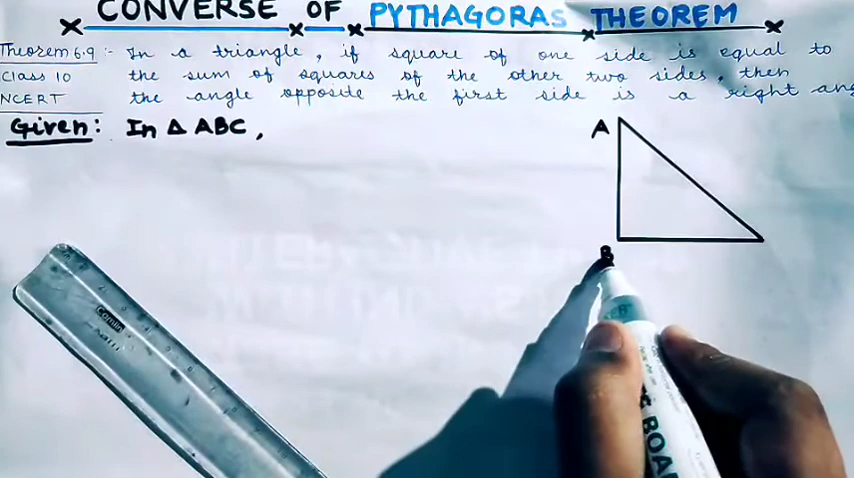 CONVERSE OF PYTHAGORAS THEOREM
Theorem 6.9 :- In a triangle, if square of one side is equal to
Class 10 the sum of squares of the other two sides, then
NCERT the angle opposite the first side is a right ang
Given: In Δ ABC,
A
B
Camlin
BOAR